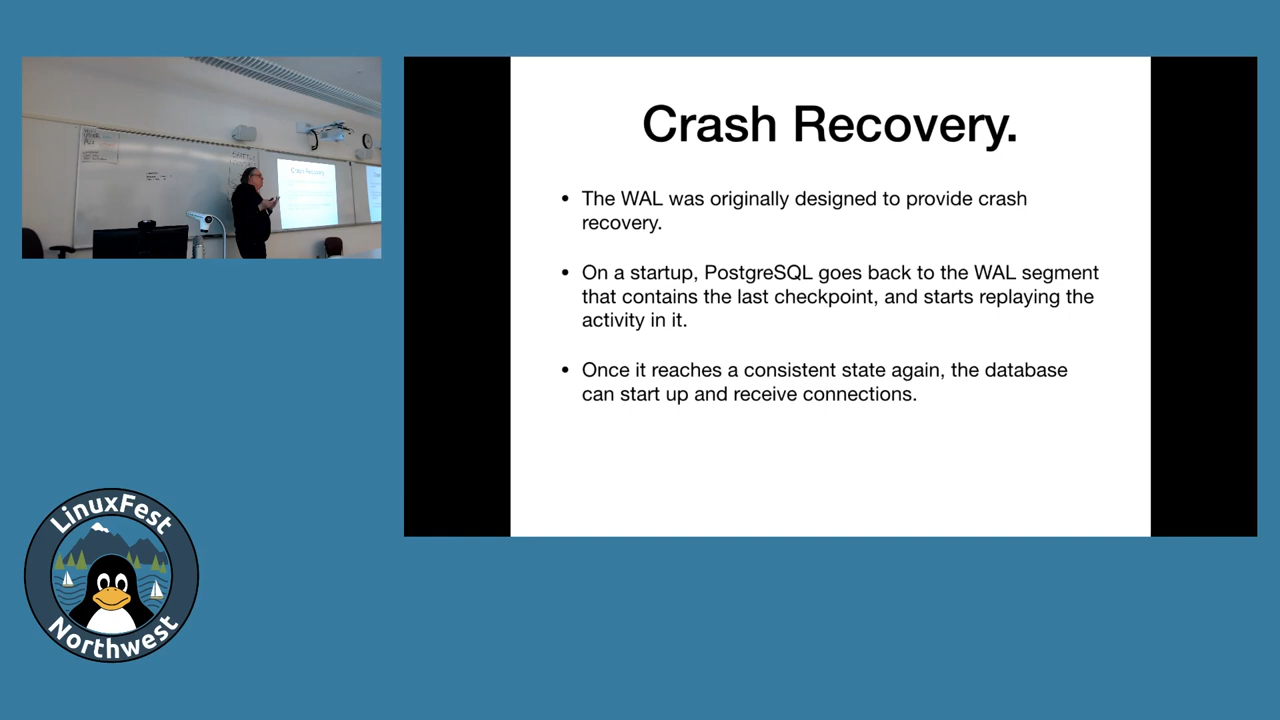 Crash Recovery.
• The WAL was originally designed to provide crash
recovery.
• On a startup, PostgreSQL goes back to the WAL segment
that contains the last checkpoint, and starts replaying the
activity in it.
• Once it reaches a consistent state again, the database
can start up and receive connections.
Crash Recovery.
LinuxFest
Northwest